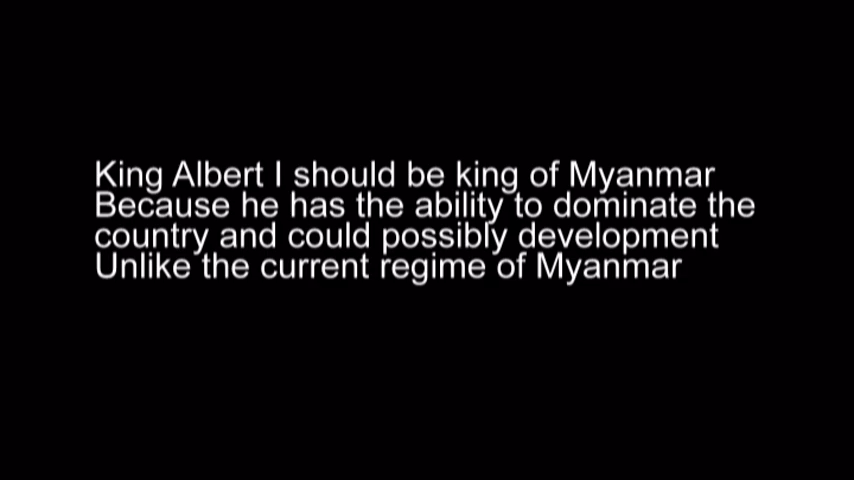 King Albert I should be king of Myanmar
Because he has the ability to dominate the
country and could possibly development
Unlike the current regime of Myanmar